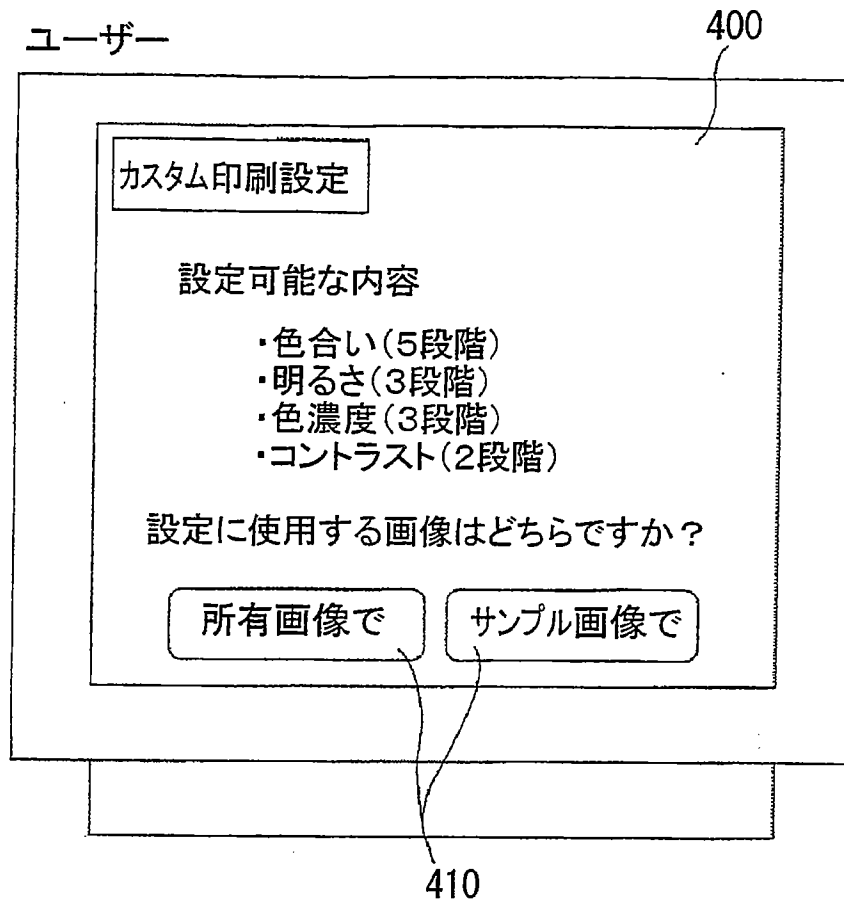 ユーザー
400
カスタム印刷設定
設定可能な内容
・色合い(5段階)
・明るさ(3段階)
・色濃度(3段階)
・コントラスト(2段階)
設定に使用する画像はどちらですか?
所有画像で
サンプル画像で
410